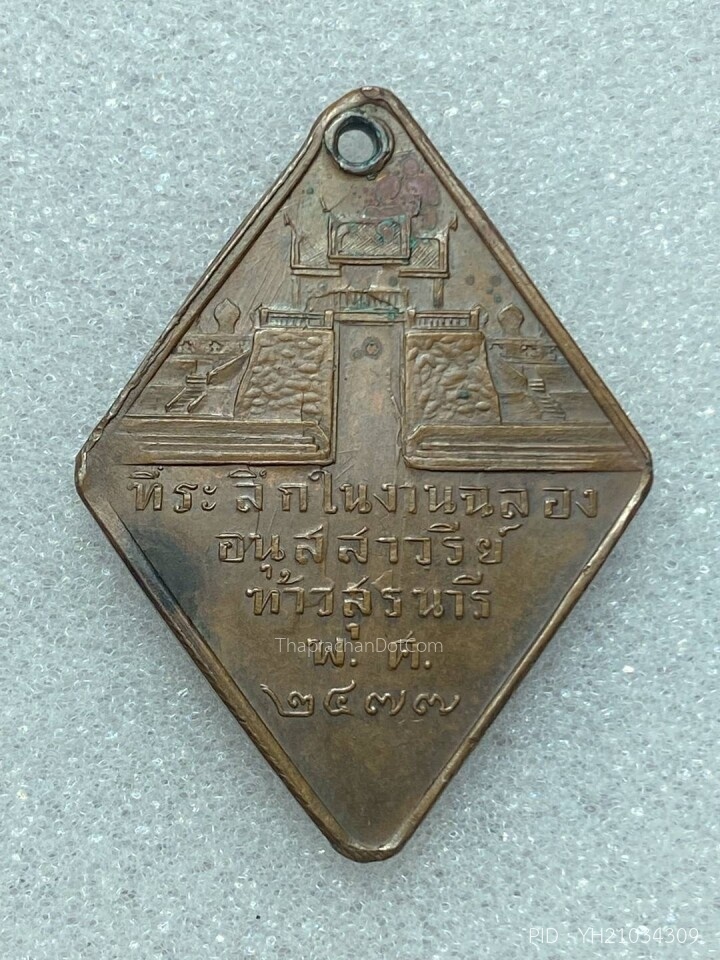 ที่ระลึกในงานฉลอง
อนุสสาวรีย์
ท้าวสุรนารี
ThaprachanDotCom
พ.ศ.
๒๔๗๗
PID : YH21034309